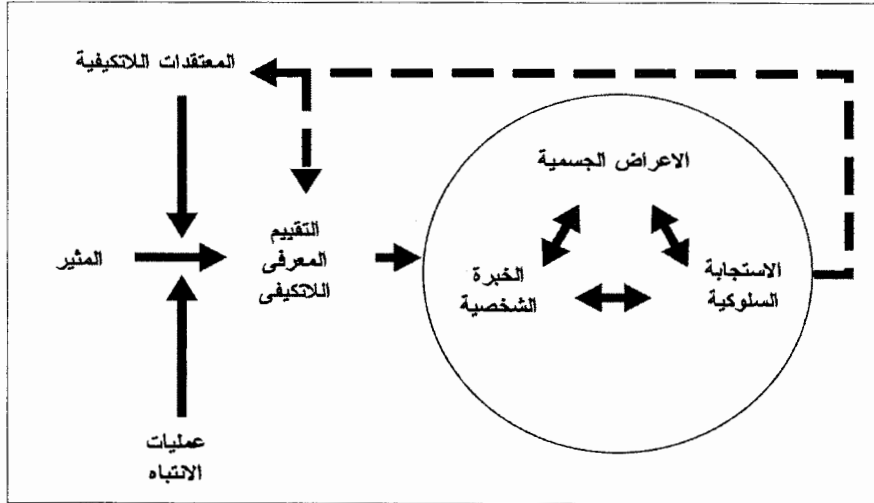 المعتقدات اللاتكيفية
الاعراض الجسمية
المثير
التقييم
المعرفى
اللاتكيفى
الخبرة
الشخصية
الاستجابة
السلوكية
عمليات
الانتباه